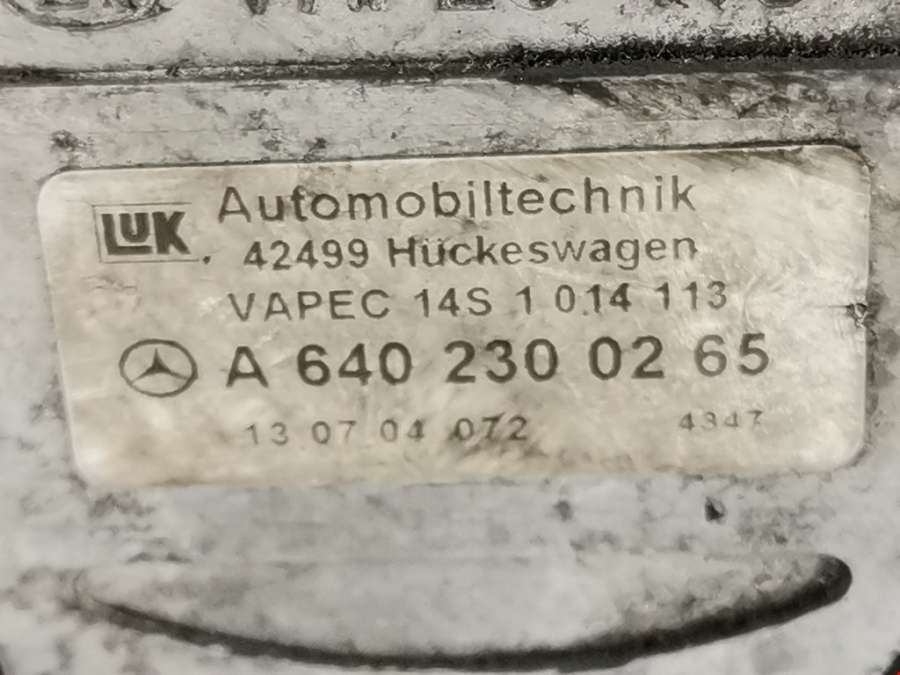 LUK Automobiltechnik
42499 Hückeswagen
VAPEC 14S 1 014 113
A 640 230 02 65
13 07 04 072 4347